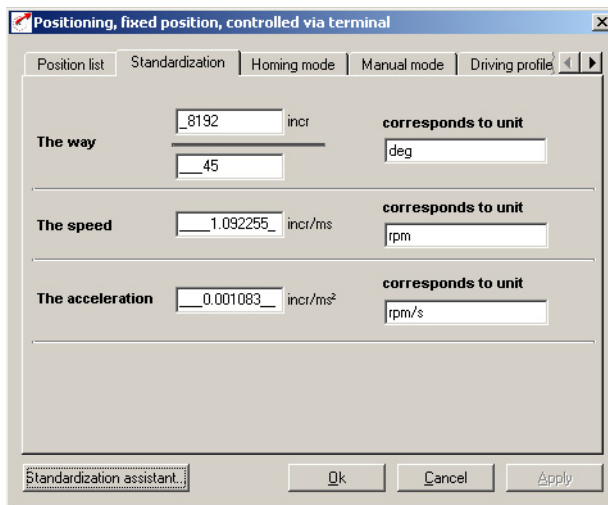 Positioning, fixed position, controlled via terminal
Position list Standardization Homing mode Manual mode Driving profile
The way
_8192 incr
___45
corresponds to unit
deg
The speed
____1.092255_ incr/ms
corresponds to unit
rpm
The acceleration
___0.001083__ incr/ms²
corresponds to unit
rpm/s
Standardization assistant... Ok Cancel Apply